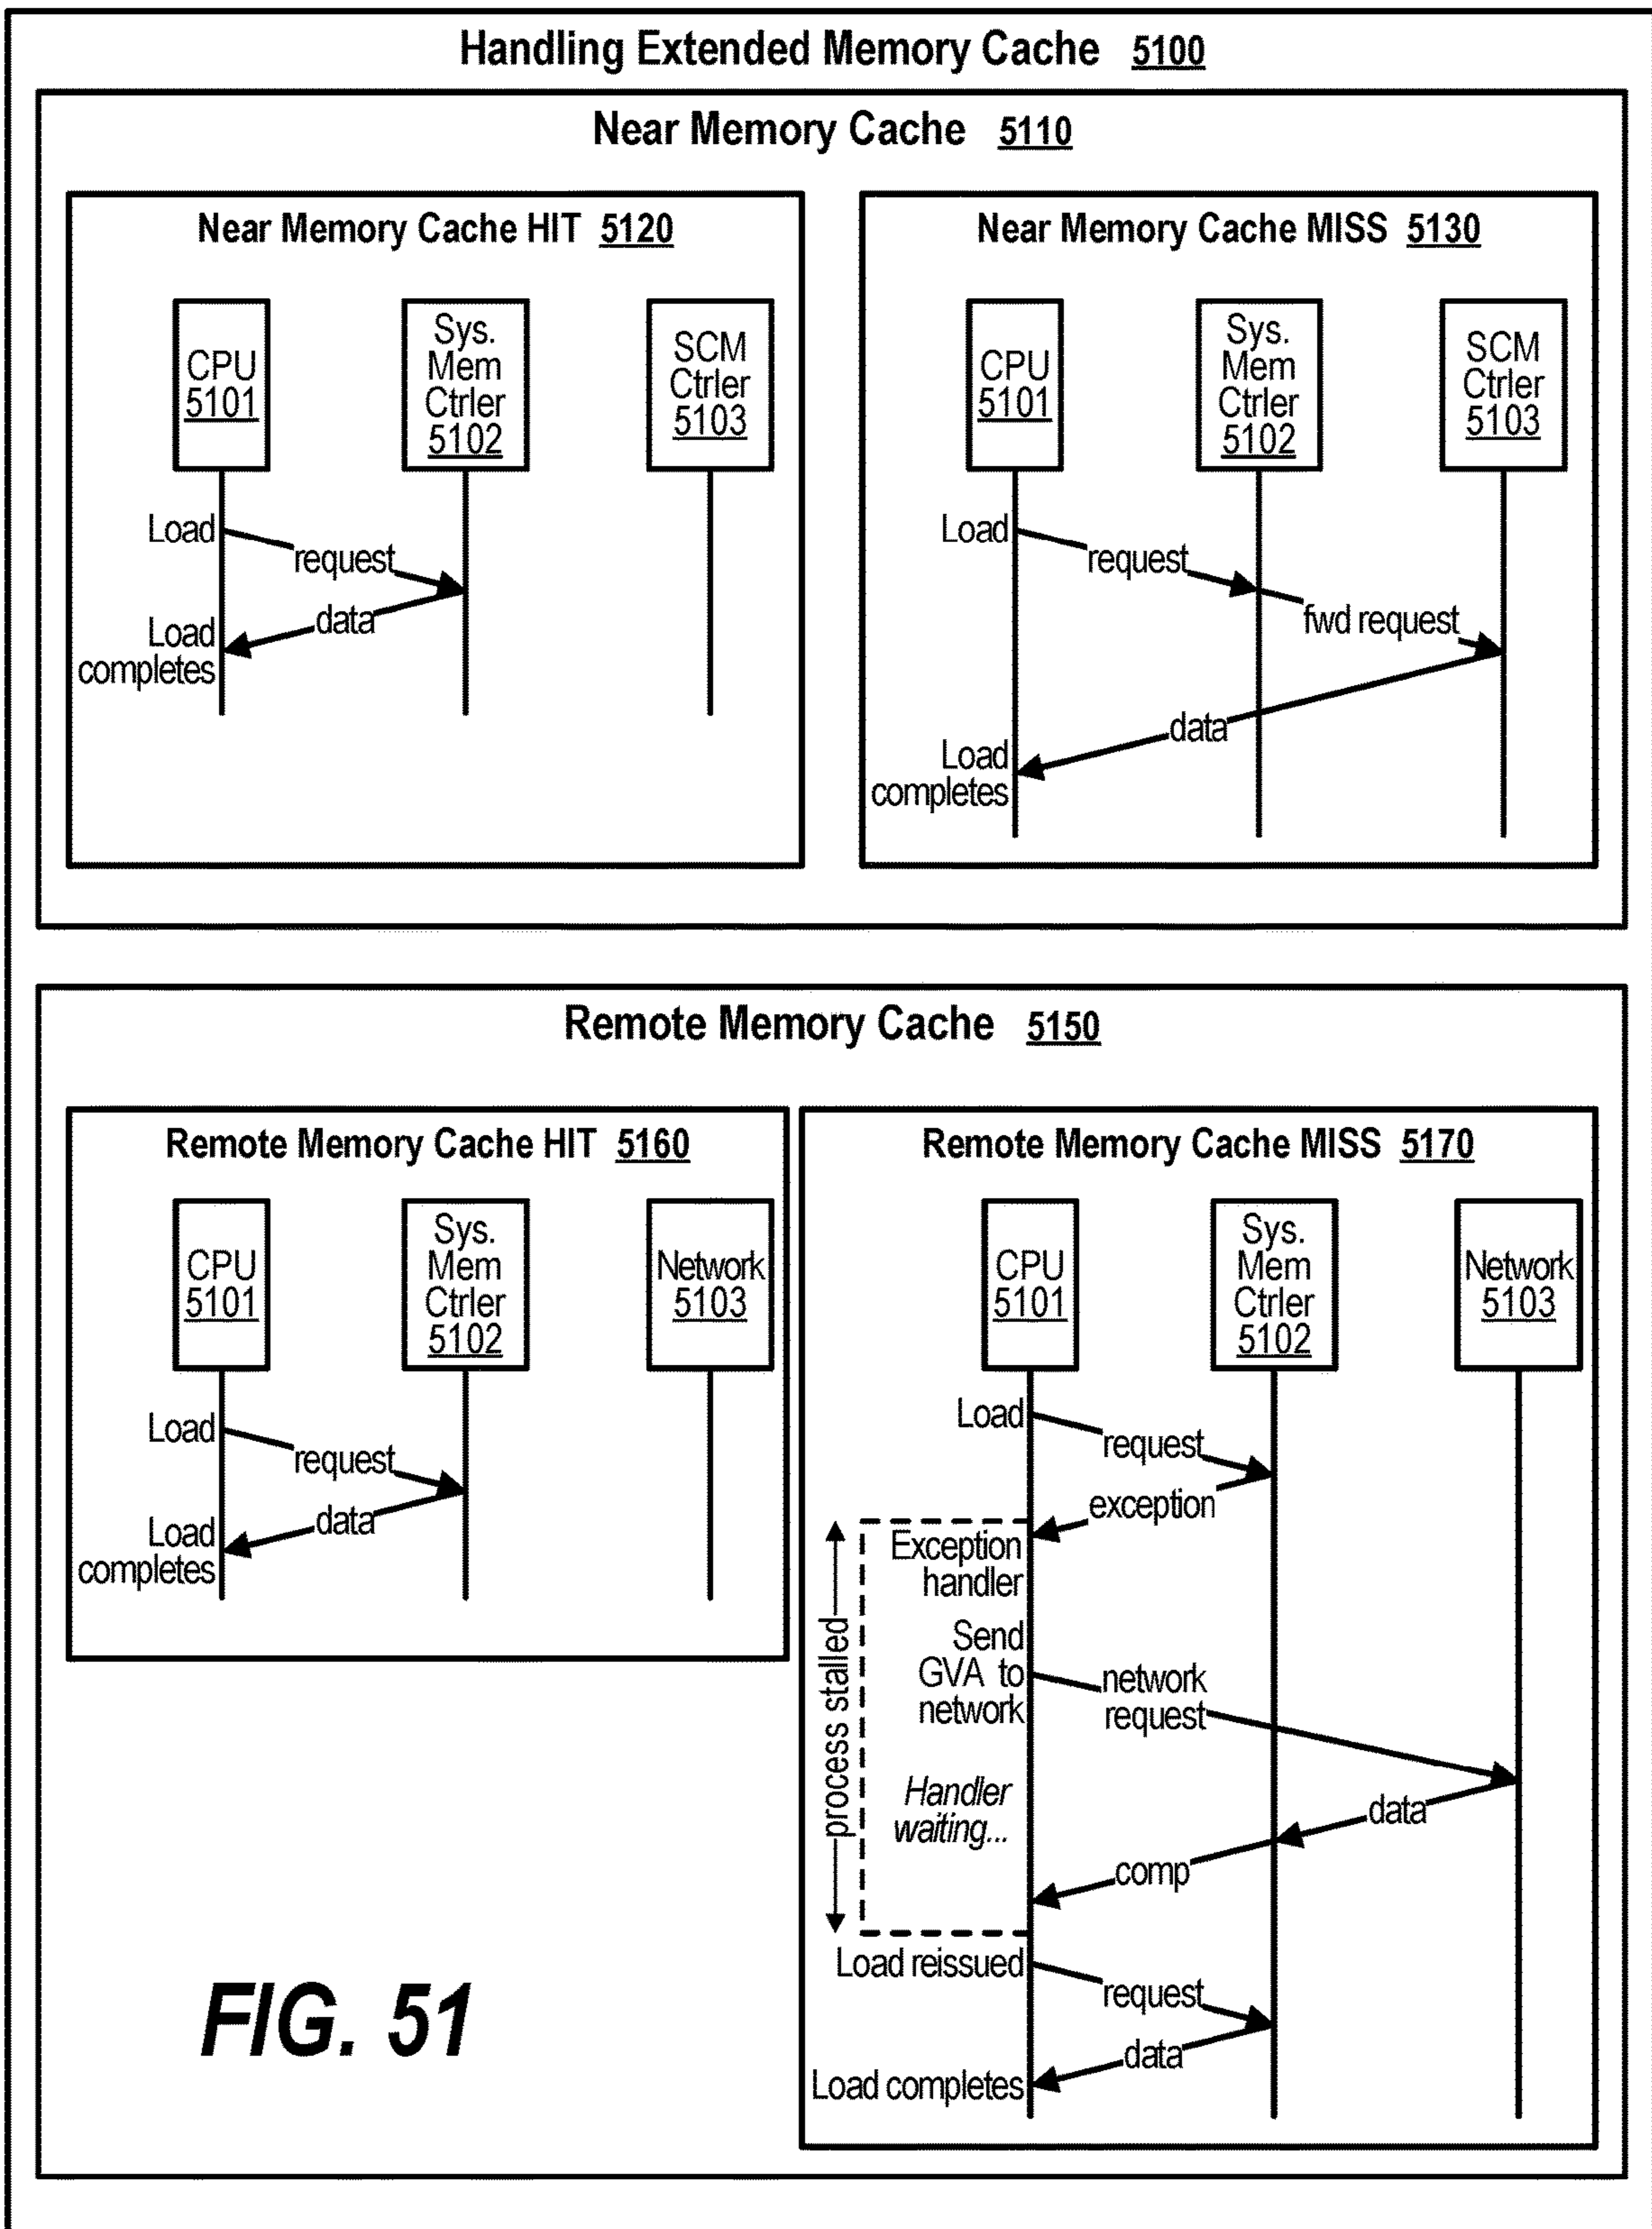 Handling Extended Memory Cache 5100
Near Memory Cache 5110
Near Memory Cache HIT 5120
CPU
5101
Sys.
Mem
Ctrler
5102
SCM
Ctrler
5103
Load
request
data
Load
completes
Near Memory Cache MISS 5130
CPU
5101
Sys.
Mem
Ctrler
5102
SCM
Ctrler
5103
Load
request
fwd request
data
Load
completes
Remote Memory Cache 5150
Remote Memory Cache HIT 5160
CPU
5101
Sys.
Mem
Ctrler
5102
Network
5103
Load
request
data
Load
completes
Remote Memory Cache MISS 5170
CPU
5101
Sys.
Mem
Ctrler
5102
Network
5103
Load
request
exception
Exception
handler
process stalled
Send
GVA to
network
network
request
Handler
waiting...
data
comp
Load reissued
request
data
Load completes
FIG. 51